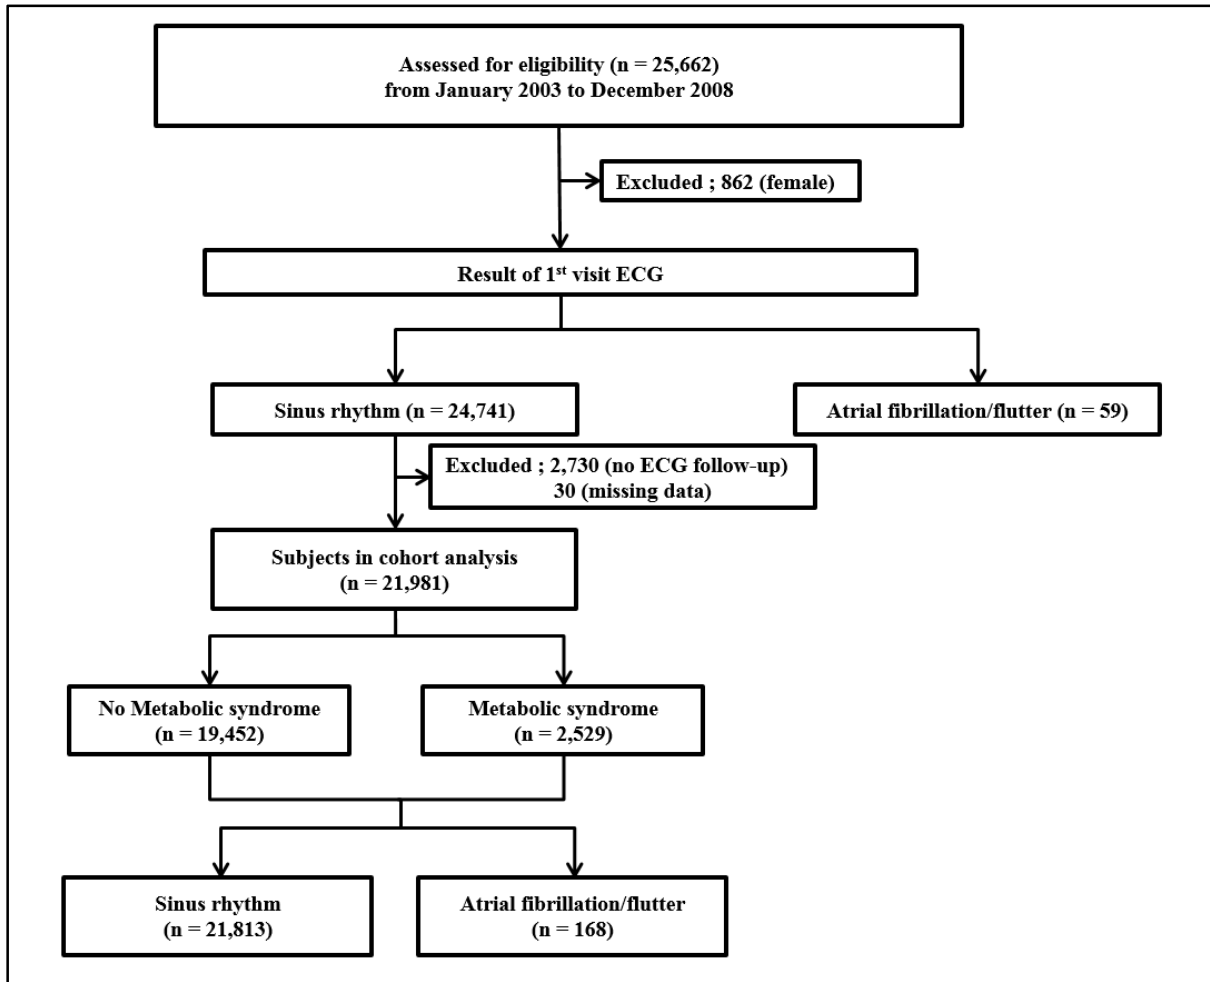 Assessed for eligibility (n = 25,662)
from January 2003 to December 2008
Excluded ; 862 (female)
Result of 1st visit ECG
Sinus rhythm (n = 24,741)
Atrial fibrillation/flutter (n = 59)
Excluded ; 2,730 (no ECG follow-up)
30 (missing data)
Subjects in cohort analysis
(n = 21,981)
No Metabolic syndrome
(n = 19,452)
Metabolic syndrome
(n = 2,529)
Sinus rhythm
(n = 21,813)
Atrial fibrillation/flutter
(n = 168)